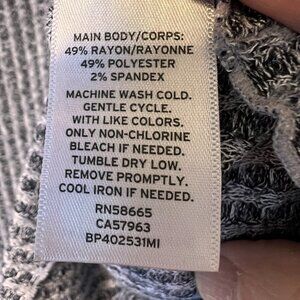 MAIN BODY/CORPS:
49% RAYON/RAYONNE
49% POLYESTER
2% SPANDEX
MACHINE WASH COLD.
GENTLE CYCLE.
WITH LIKE COLORS.
ONLY NON-CHLORINE
BLEACH IF NEEDED.
TUMBLE DRY LOW.
REMOVE PROMPTLY.
COOL IRON IF NEEDED.
RN58665
CA57963
BP402531MI